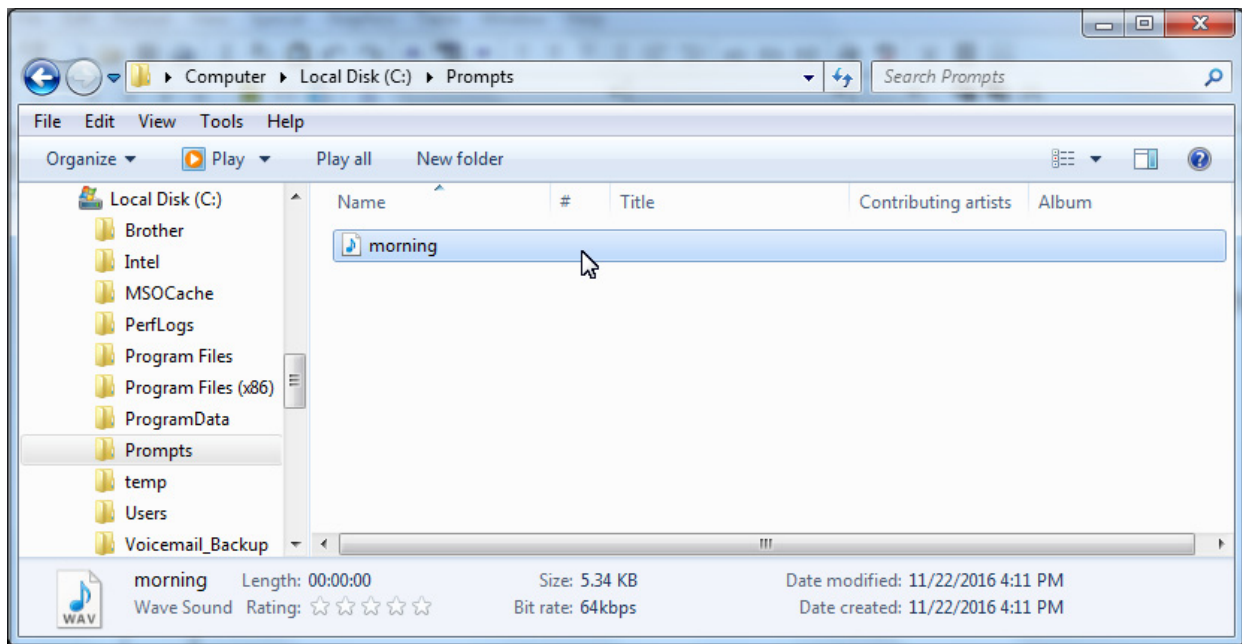 Computer Local Disk (C:) Prompts Search Prompts
File Edit View Tools Help
Organize Play Play all New folder
Local Disk (C:)
Brother
Intel
MSOCache
PerfLogs
Program Files
Program Files (x86)
ProgramData
Prompts
temp
Users
Voicemail_Backup
Name # Title Contributing artists Album
morning
morning Length: 00:00:00 Size: 5.34 KB Date modified: 11/22/2016 4:11 PM
Wave Sound Rating: Bit rate: 64kbps Date created: 11/22/2016 4:11 PM
WAV